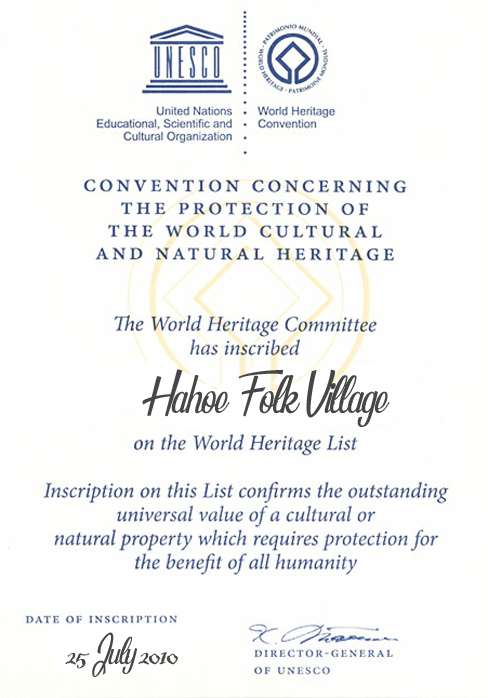 UNESCO
PATRIMONIO MUNDIAL • WORLD HERITAGE • PATRIMOINE MONDIAL •
United Nations
Educational, Scientific and
Cultural Organization
World Heritage
Convention
CONVENTION CONCERNING
THE PROTECTION OF
THE WORLD CULTURAL
AND NATURAL HERITAGE
The World Heritage Committee
has inscribed
Hahoe Folk Village
on the World Heritage List
Inscription on this List confirms the outstanding
universal value of a cultural or
natural property which requires protection for
the benefit of all humanity
DATE OF INSCRIPTION
25 July 2010
DIRECTOR-GENERAL
OF UNESCO